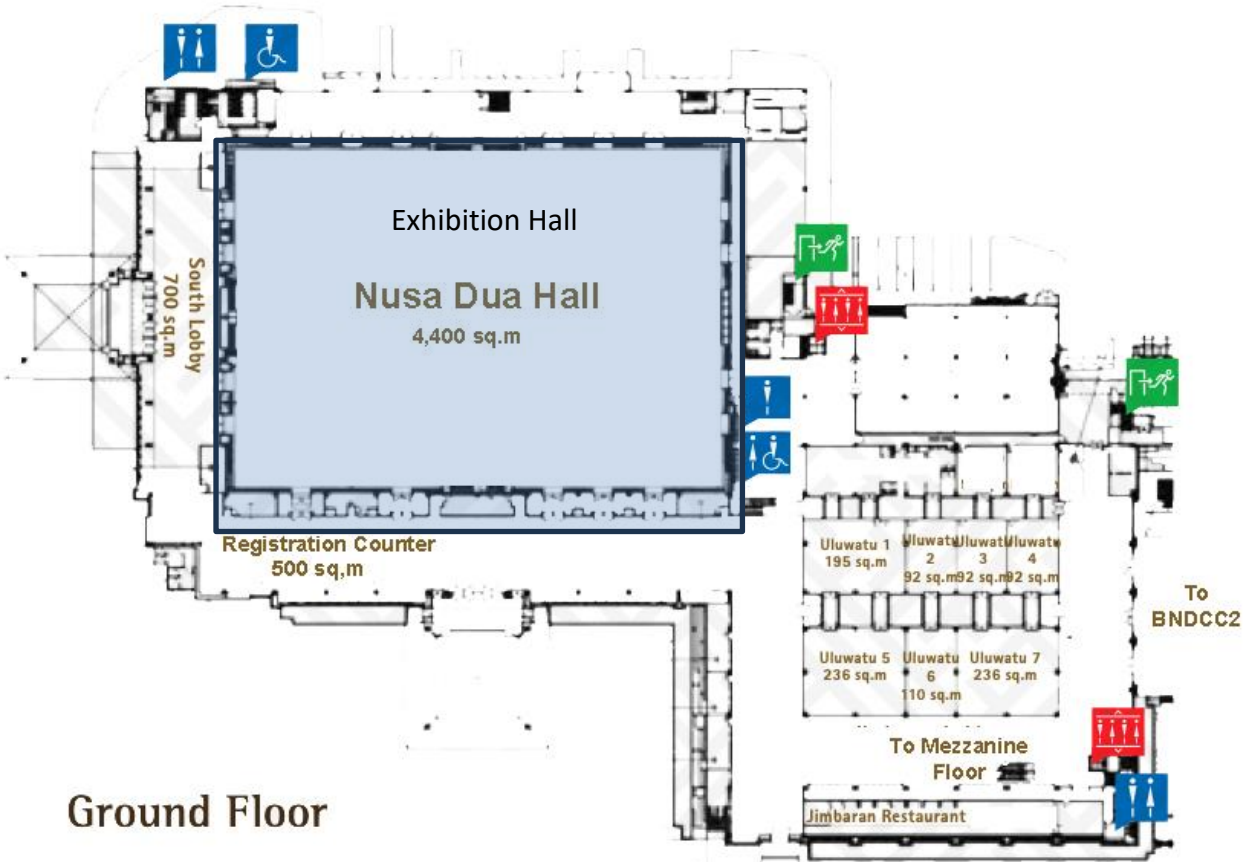 Exhibition Hall
Nusa Dua Hall
4,400 sq.m
South Lobby
700 sq.m
Registration Counter
500 sq,m
Uluwatu 1
195 sq.m
Uluwatu
2
92 sq.m
Uluwatu
3
92 sq.m
Uluwatu
4
92 sq.m
To
BNDCC2
Uluwatu 5
236 sq.m
Uluwatu
6
110 sq.m
Uluwatu 7
236 sq.m
To Mezzanine
Floor
Jimbaran Restaurant
Ground Floor